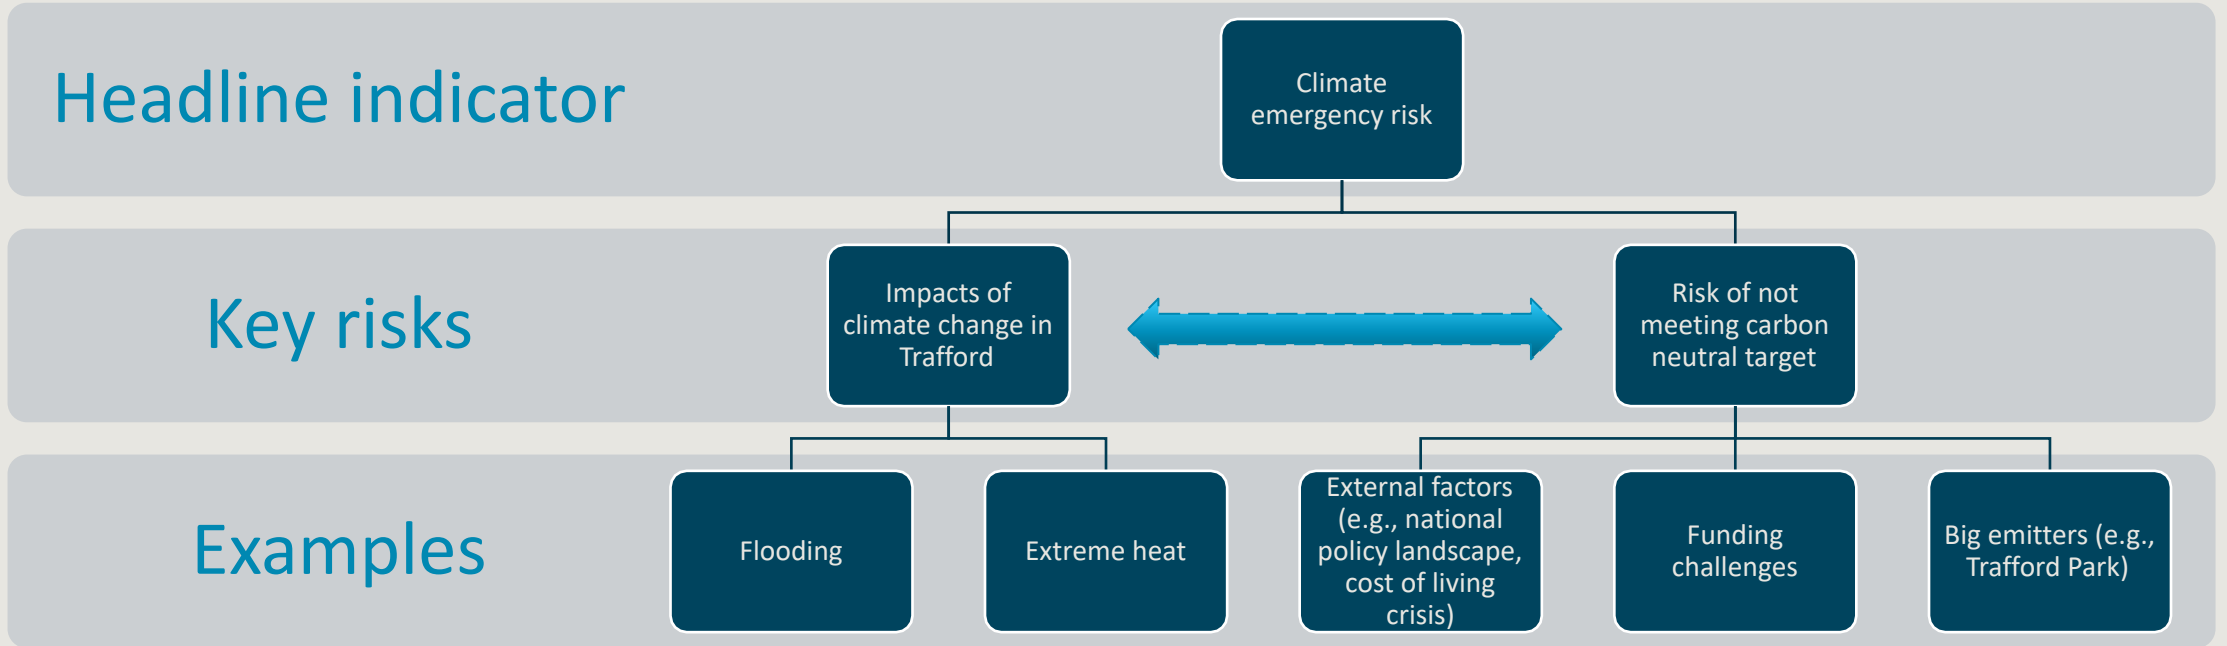 Headline indicator
Climate
emergency risk
Key risks
Impacts of
climate change in
Trafford
Risk of not
meeting carbon
neutral target
Examples
Flooding
Extreme heat
External factors
(e.g., national
policy landscape,
cost of living
crisis)
Funding
challenges
Big emitters (e.g.,
Trafford Park)